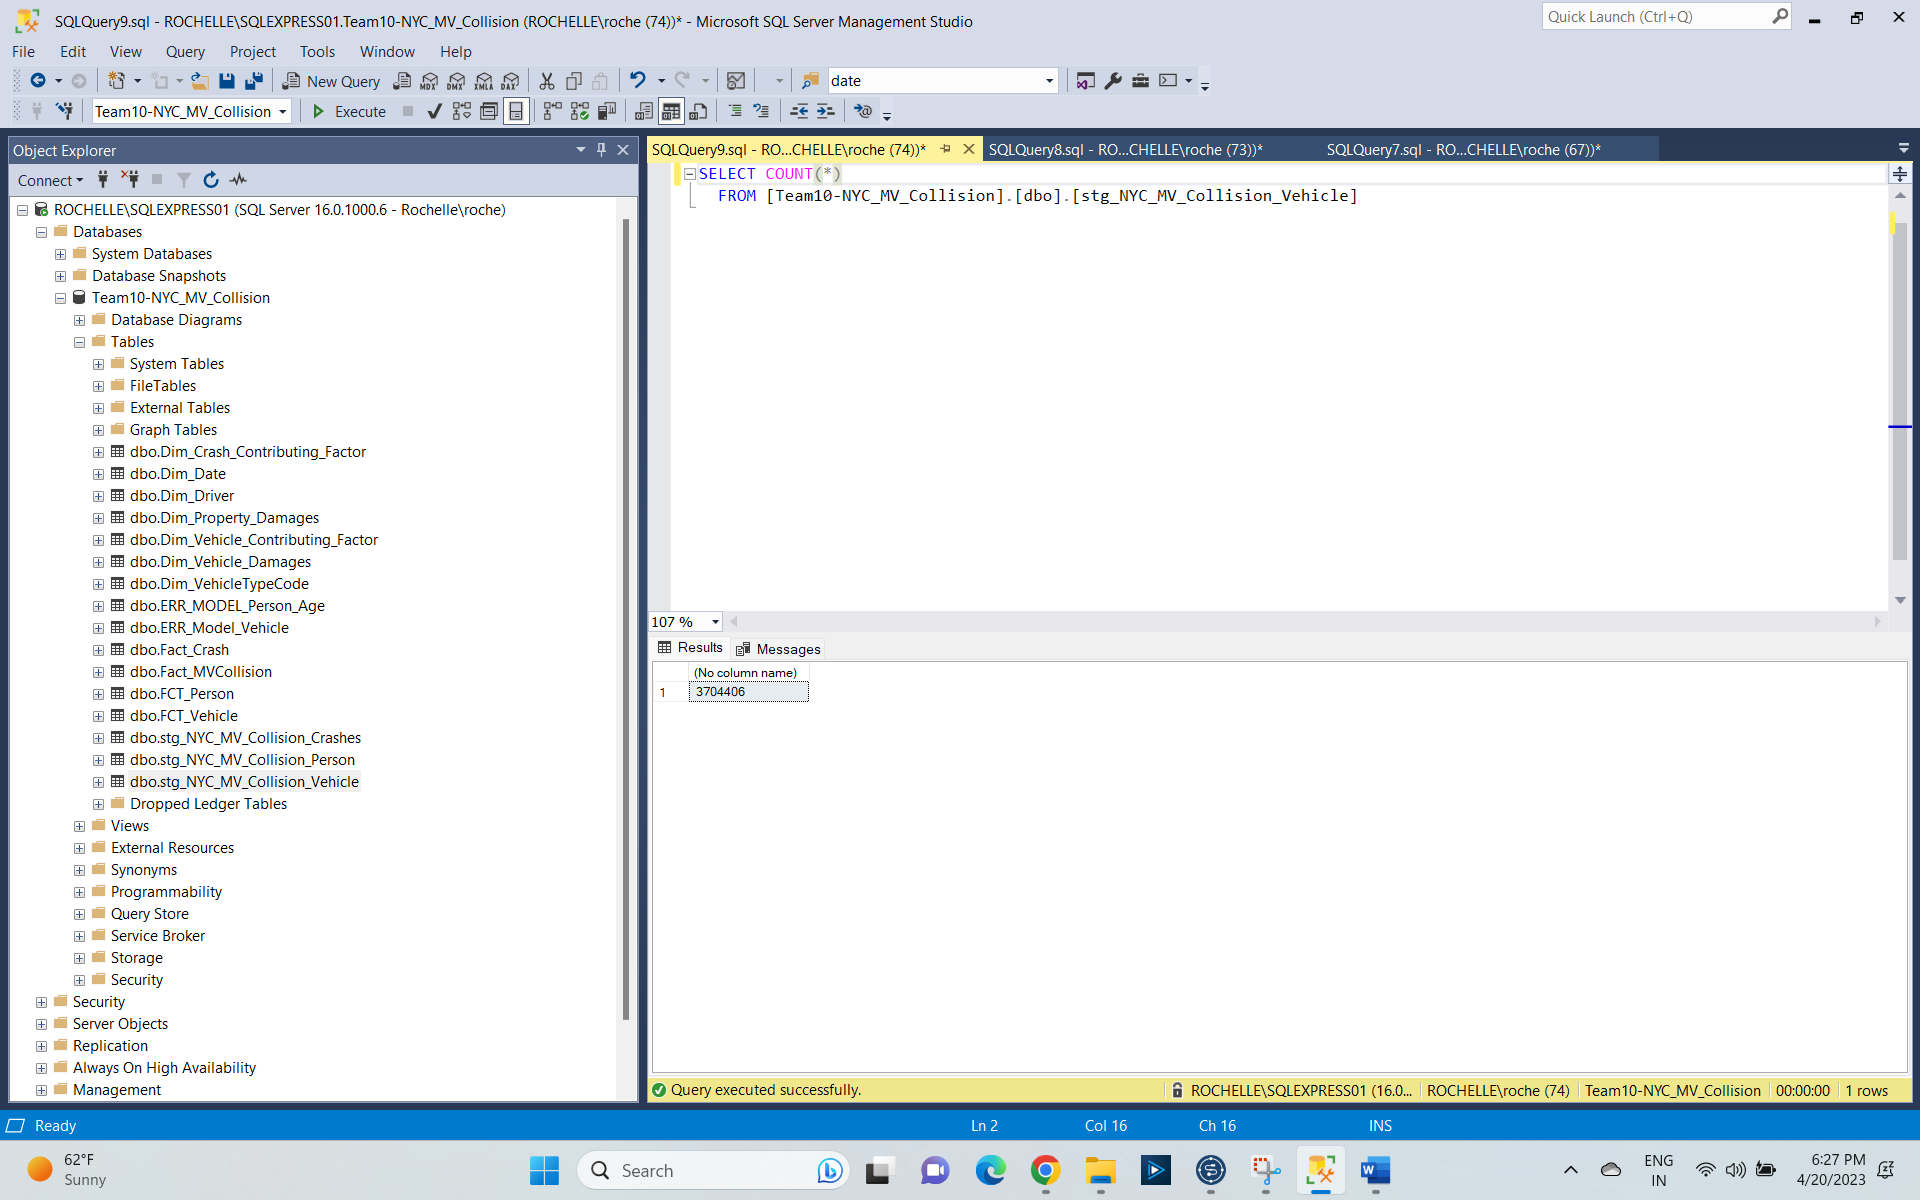 SQLQuery9.sql - ROCHELLE\SQLEXPRESS01.Team10-NYC_MV_Collision (ROCHELLE\roche (74))* - Microsoft SQL Server Management Studio
Quick Launch (Ctrl+Q)
File Edit View Query Project Tools Window Help
New Query MDX DMX XMLA DAX date
Team10-NYC_MV_Collision Execute
Object Explorer
SQLQuery9.sql - RO...CHELLE\roche (74))* SQLQuery8.sql - RO...CHELLE\roche (73))* SQLQuery7.sql - RO...CHELLE\roche (67))*
Connect
ROCHELLE\SQLEXPRESS01 (SQL Server 16.0.1000.6 - Rochelle\roche)
Databases
System Databases
Database Snapshots
Team10-NYC_MV_Collision
Database Diagrams
Tables
System Tables
FileTables
External Tables
Graph Tables
dbo.Dim_Crash_Contributing_Factor
dbo.Dim_Date
dbo.Dim_Driver
dbo.Dim_Property_Damages
dbo.Dim_Vehicle_Contributing_Factor
dbo.Dim_Vehicle_Damages
dbo.Dim_VehicleTypeCode
dbo.ERR_MODEL_Person_Age
dbo.ERR_Model_Vehicle
dbo.Fact_Crash
dbo.Fact_MVCollision
dbo.FCT_Person
dbo.FCT_Vehicle
dbo.stg_NYC_MV_Collision_Crashes
dbo.stg_NYC_MV_Collision_Person
dbo.stg_NYC_MV_Collision_Vehicle
Dropped Ledger Tables
Views
External Resources
Synonyms
Programmability
Query Store
Service Broker
Storage
Security
Security
Server Objects
Replication
Always On High Availability
Management
SELECT COUNT(*)
FROM [Team10-NYC_MV_Collision].[dbo].[stg_NYC_MV_Collision_Vehicle]
107 %
Results Messages
(No column name)
1 3704406
Query executed successfully. ROCHELLE\SQLEXPRESS01 (16.0... ROCHELLE\roche (74) Team10-NYC_MV_Collision 00:00:00 1 rows
Ready Ln 2 Col 16 Ch 16 INS
62°F
Sunny
Search
ENG
IN
6:27 PM
4/20/2023